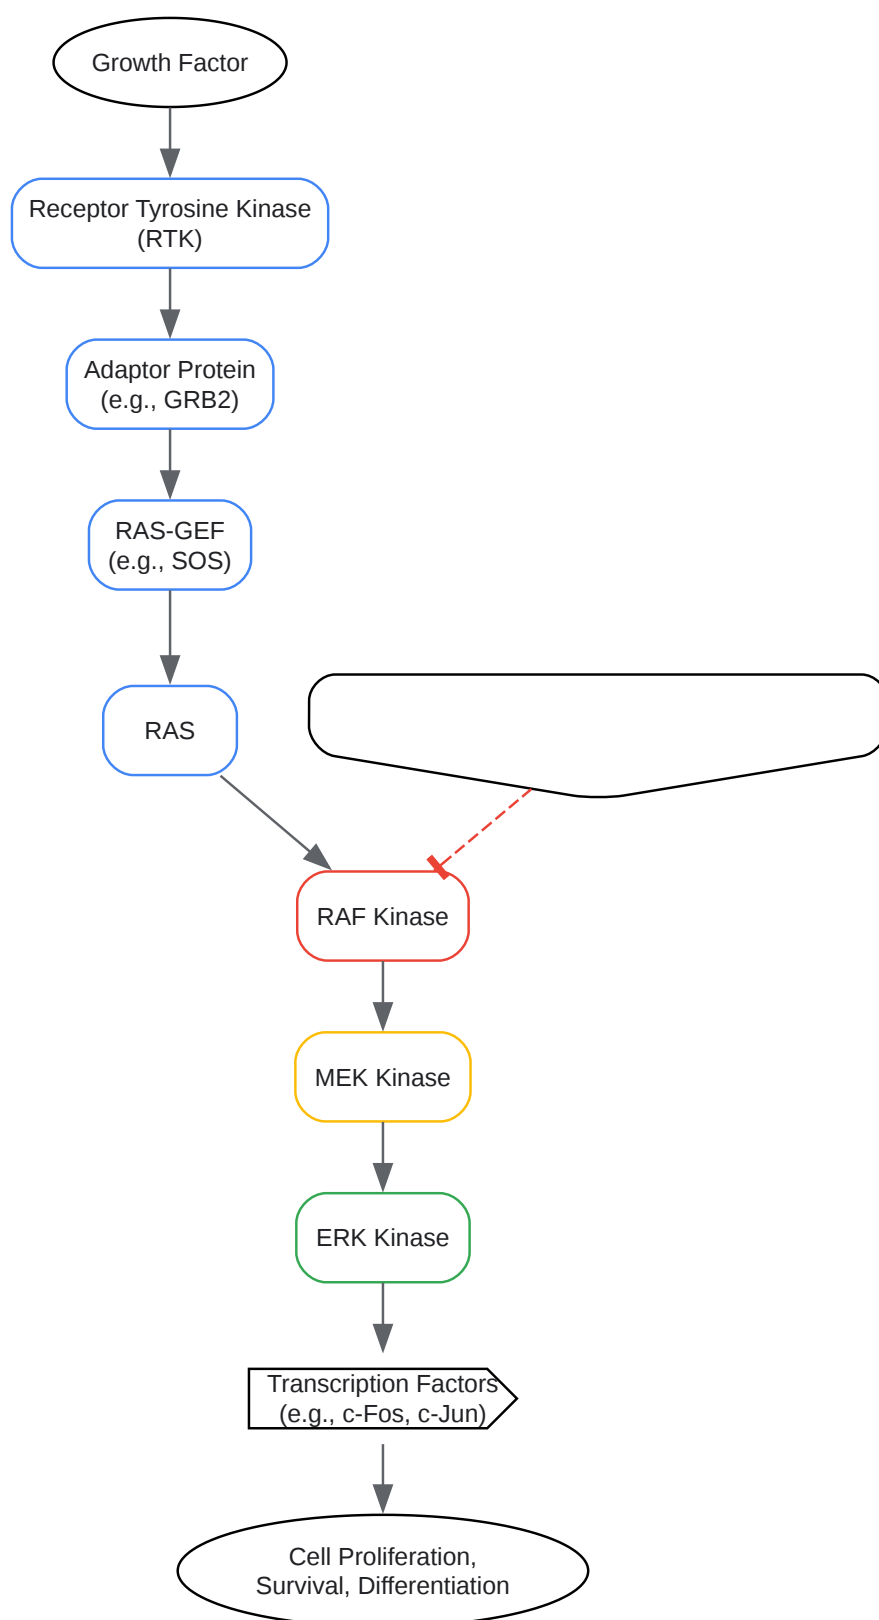 Growth Factor
Receptor Tyrosine Kinase
(RTK)
Adaptor Protein
(e.g., GRB2)
RAS-GEF
(e.g., SOS)
RAS
RAF Kinase
MEK Kinase
ERK Kinase
Transcription Factors
(e.g., c-Fos, c-Jun)
Cell Proliferation,
Survival, Differentiation